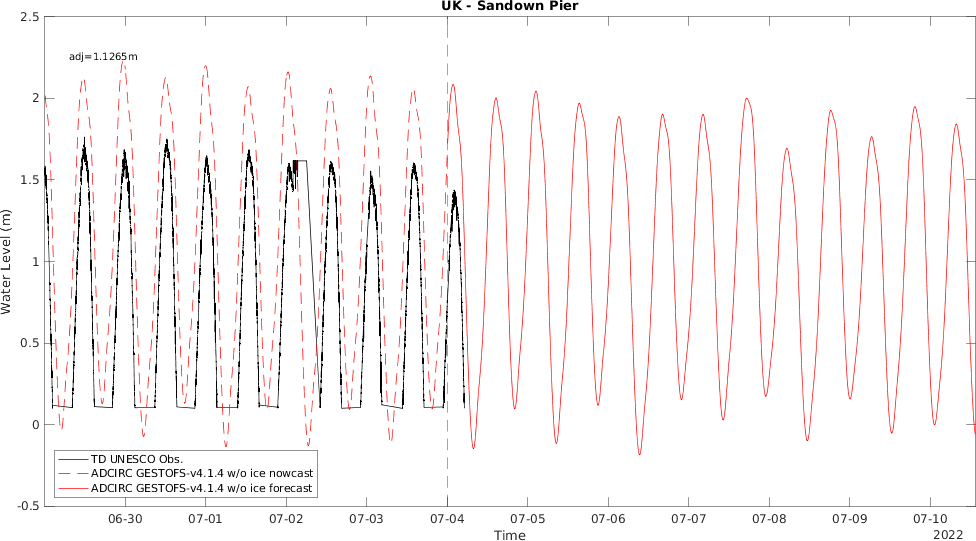 UK - Sandown Pier
adj=1.1265m
Water Level (m)
2.5
2
1.5
1
0.5
0
-0.5
TD UNESCO Obs.
ADCIRC GESTOFS-v4.1.4 w/o ice nowcast
ADCIRC GESTOFS-v4.1.4 w/o ice forecast
06-30 07-01 07-02 07-03 07-04 07-05 07-06 07-07 07-08 07-09 07-10
Time
2022